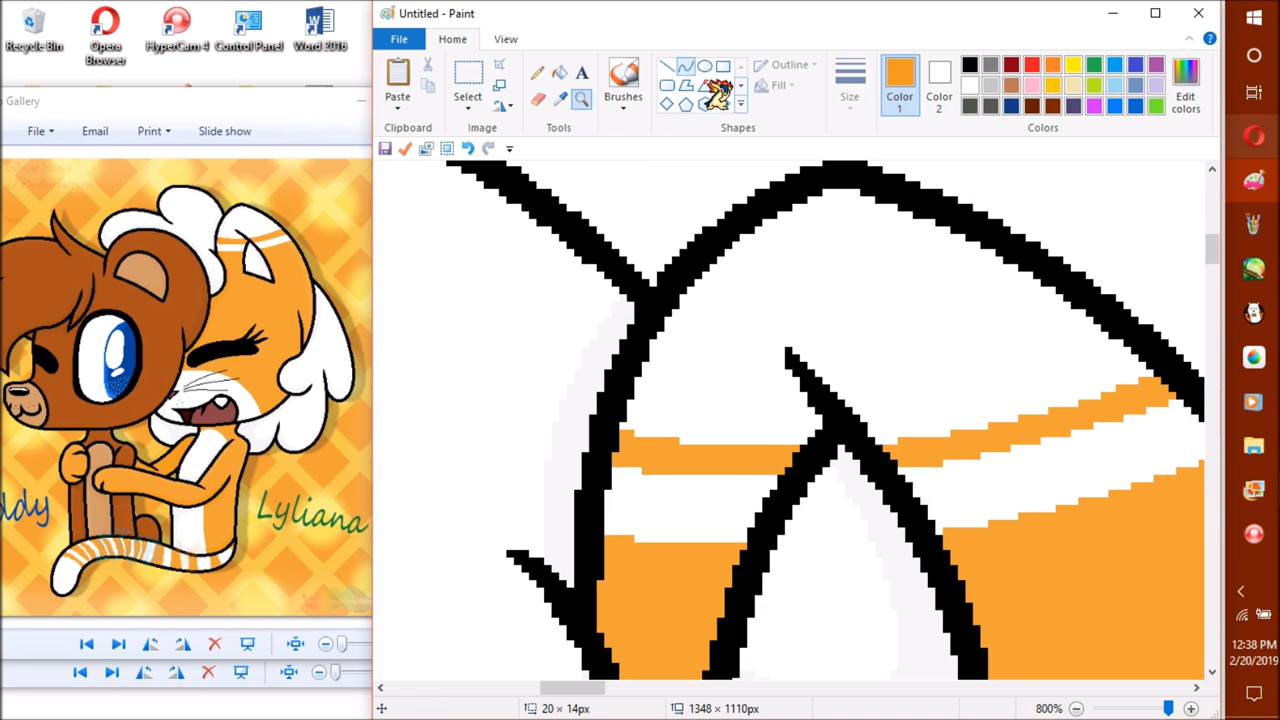 Recycle Bin
Opera Browser
HyperCam 4
Control Panel
Word 2016
Gallery
File
Email
Print
Slide show
ddy
Lyliana
Untitled - Paint
File
Home
View
Paste
Clipboard
Select
Image
Tools
Brushes
Shapes
Outline
Fill
Size
Color 1
Color 2
Edit colors
Colors
20 × 14px
1348 × 1110px
800%
12:38 PM
2/20/2019